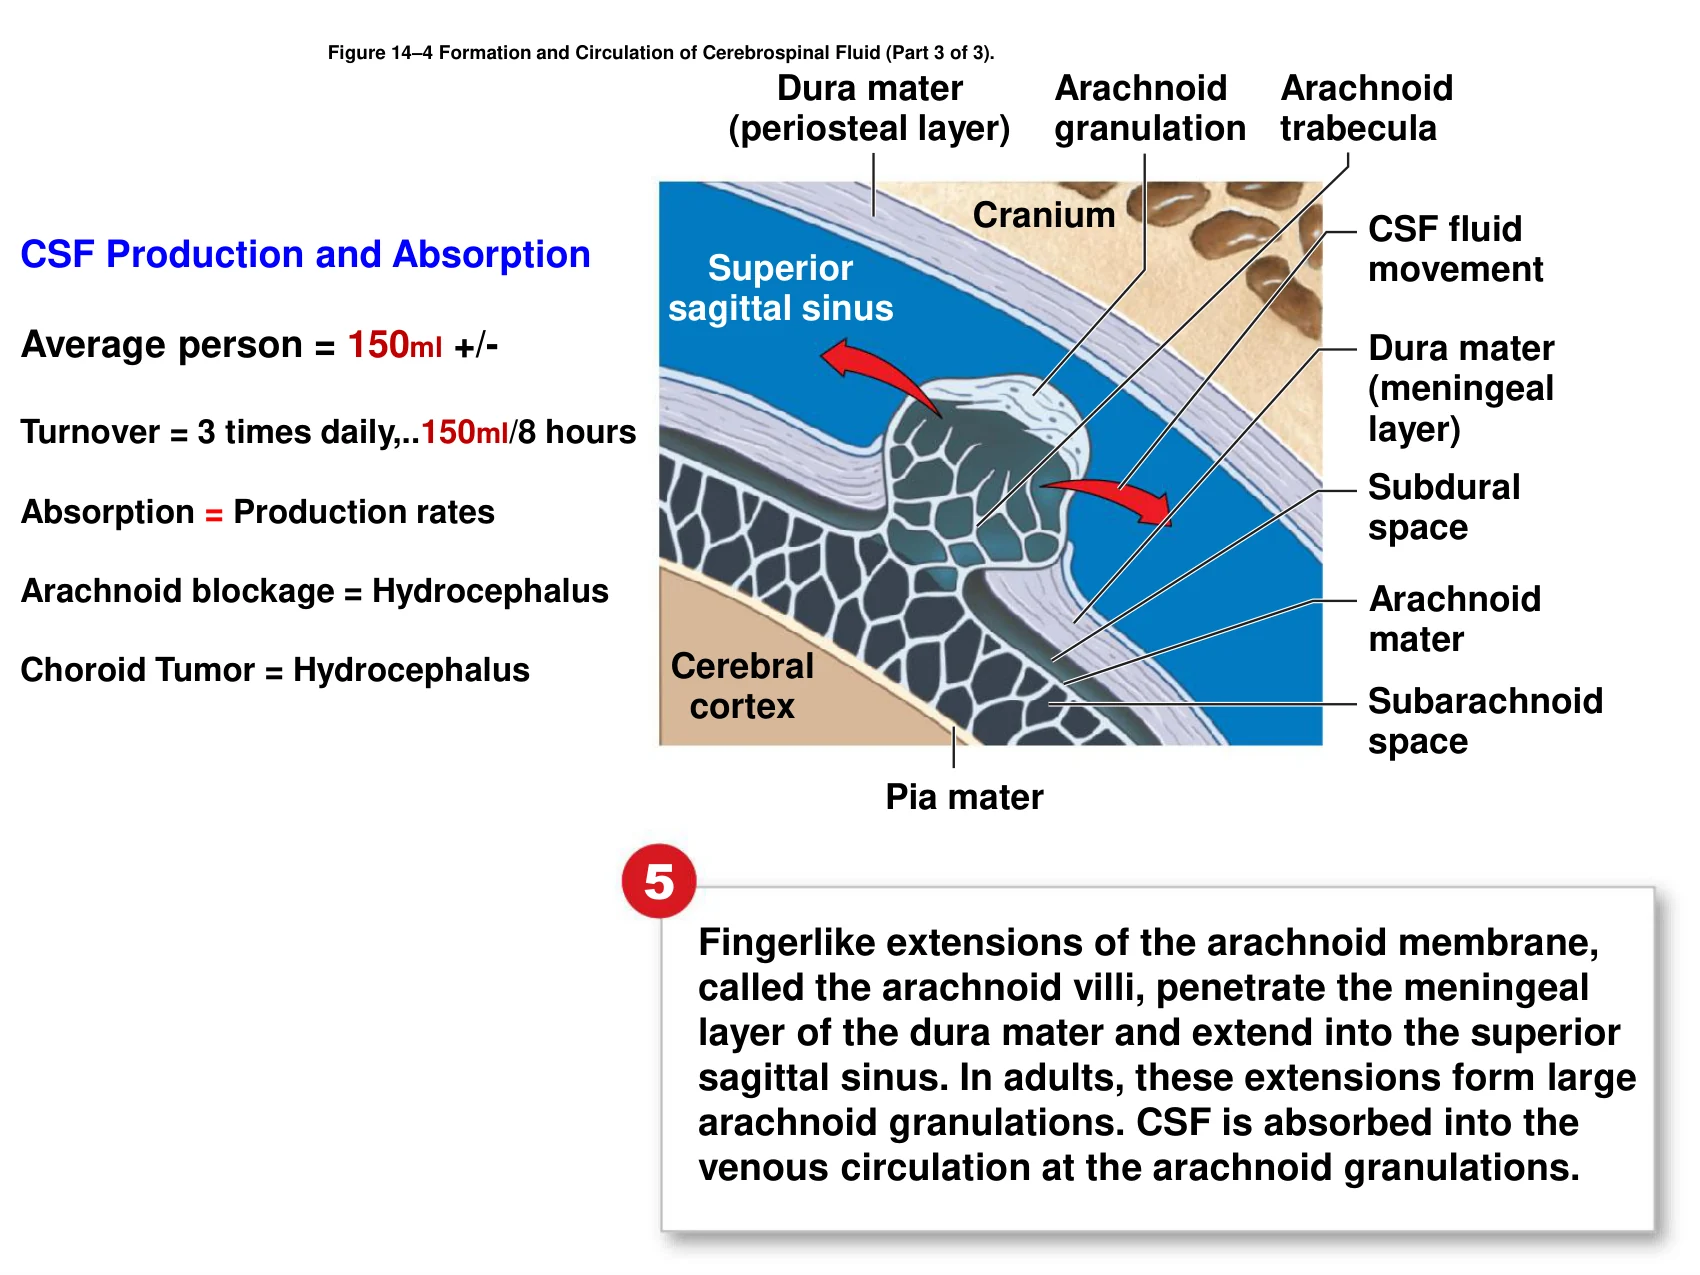 Figure 14–4 Formation and Circulation of Cerebrospinal Fluid (Part 3 of 3).
Dura mater
(periosteal layer)
Arachnoid
granulation
Arachnoid
trabecula
Cranium
CSF fluid
movement
CSF Production and Absorption
Superior
sagittal sinus
Average person = 150ml +/-
Dura mater
(meningeal
layer)
Turnover = 3 times daily,..150ml/8 hours
Subdural
space
Absorption = Production rates
Arachnoid blockage = Hydrocephalus
Arachnoid
mater
Choroid Tumor = Hydrocephalus
Cerebral
cortex
Subarachnoid
space
Pia mater
5
Fingerlike extensions of the arachnoid membrane,
called the arachnoid villi, penetrate the meningeal
layer of the dura mater and extend into the superior
sagittal sinus. In adults, these extensions form large
arachnoid granulations. CSF is absorbed into the
venous circulation at the arachnoid granulations.